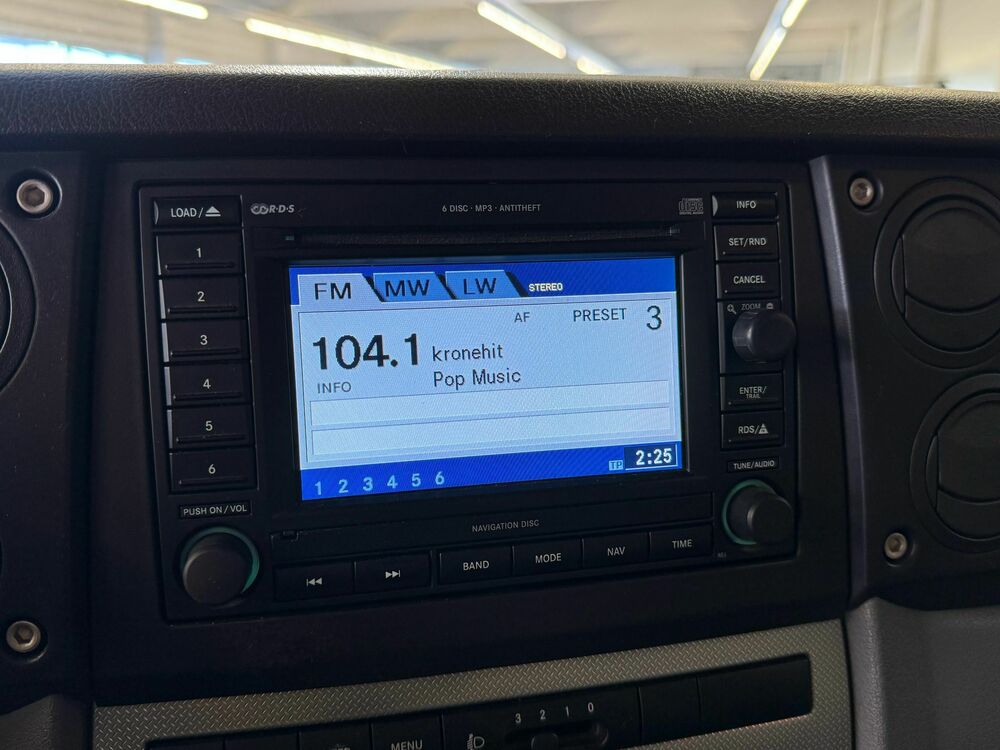 LOAD/
R·D·S
6 DISC · MP3 · ANTITHEFT
DISC
INFO
1
2
3
4
5
6
SET/RND
CANCEL
ZOOM
ENTER/
TRAIL
RDS/
TUNE/AUDIO
FM MW LW STEREO
AF PRESET 3
104.1 kronehit
INFO Pop Music
TP 2:25
1 2 3 4 5 6
PUSH ON / VOL
NAVIGATION DISC
BAND MODE NAV TIME
3 2 1 0
MENU